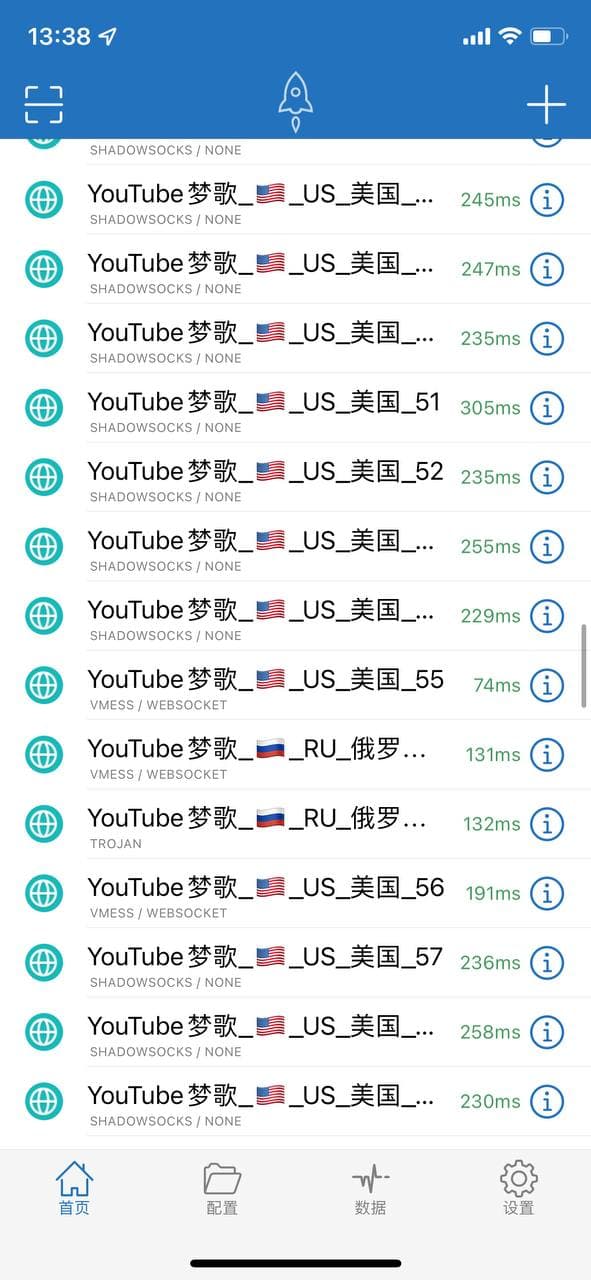 13:38
SHADOWSOCKS / NONE
YouTube梦歌_🇺🇸_US_美国_... 245ms
SHADOWSOCKS / NONE
YouTube梦歌_🇺🇸_US_美国_... 247ms
SHADOWSOCKS / NONE
YouTube梦歌_🇺🇸_US_美国_... 235ms
SHADOWSOCKS / NONE
YouTube梦歌_🇺🇸_US_美国_51 305ms
SHADOWSOCKS / NONE
YouTube梦歌_🇺🇸_US_美国_52 235ms
SHADOWSOCKS / NONE
YouTube梦歌_🇺🇸_US_美国_... 255ms
SHADOWSOCKS / NONE
YouTube梦歌_🇺🇸_US_美国_... 229ms
SHADOWSOCKS / NONE
YouTube梦歌_🇺🇸_US_美国_55 74ms
VMESS / WEBSOCKET
YouTube梦歌_🇷🇺_RU_俄罗... 131ms
VMESS / WEBSOCKET
YouTube梦歌_🇷🇺_RU_俄罗... 132ms
TROJAN
YouTube梦歌_🇺🇸_US_美国_56 191ms
VMESS / WEBSOCKET
YouTube梦歌_🇺🇸_US_美国_57 236ms
SHADOWSOCKS / NONE
YouTube梦歌_🇺🇸_US_美国_... 258ms
SHADOWSOCKS / NONE
YouTube梦歌_🇺🇸_US_美国_... 230ms
SHADOWSOCKS / NONE
首页 配置 数据 设置